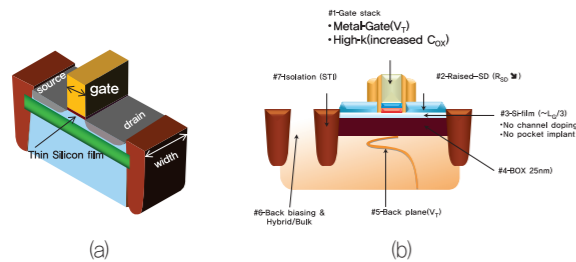 source
gate
drain
Thin Silicon film
width
(a)
#1-Gate stack
• Metal-Gate(VT)
• High-k(increased COX)
#7-Isolation (STI)
#2-Raised-SD (RSD ↘)
#3-Si-film (~LG/3)
• No channel doping
• No pocket implant
#4-BOX 25nm)
#6-Back biasing &
Hybrid/Bulk
#5-Back plane(VT)
(b)